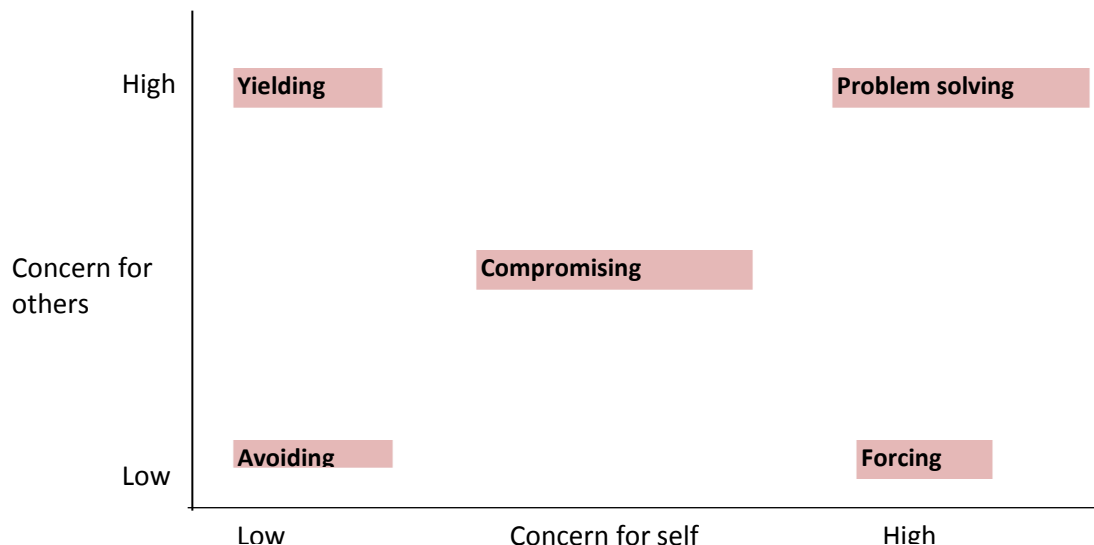 High
Yielding
Problem solving
Concern for
others
Compromising
Avoiding
Forcing
Low
Low
Concern for self
High